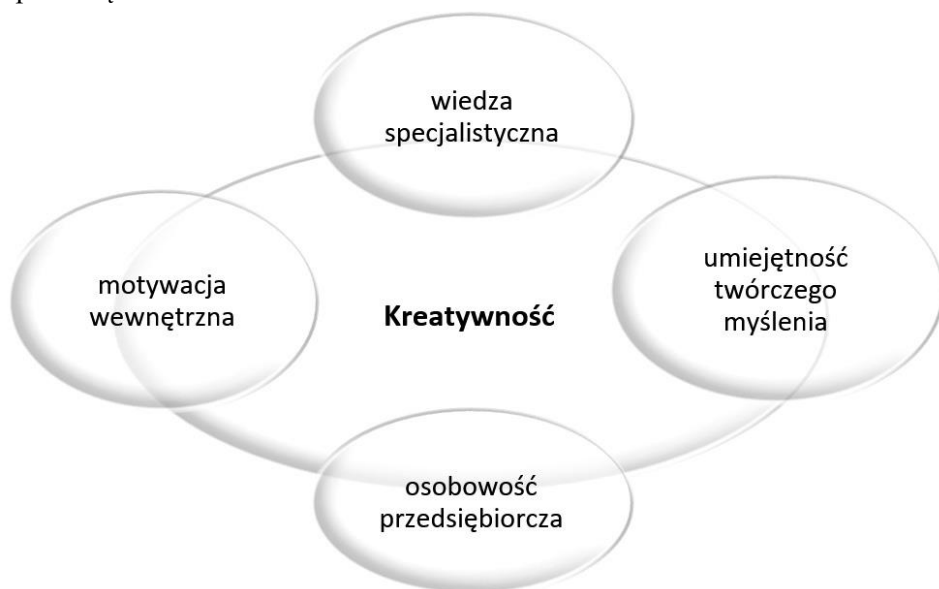 wiedza
specjalistyczna
motywacja
wewnętrzna
Kreatywność
umiejętność
twórczego
myślenia
osobowość
przedsiębiorcza